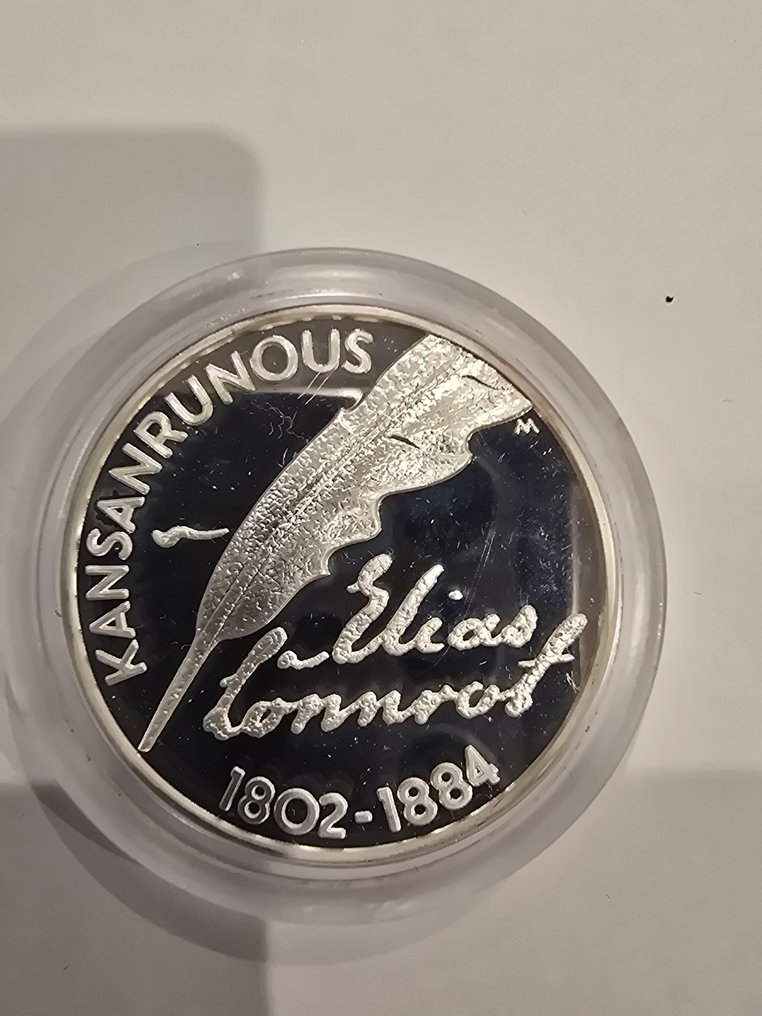 KANSANRUNOUS
M
Elias
Lönnrot
1802-1884